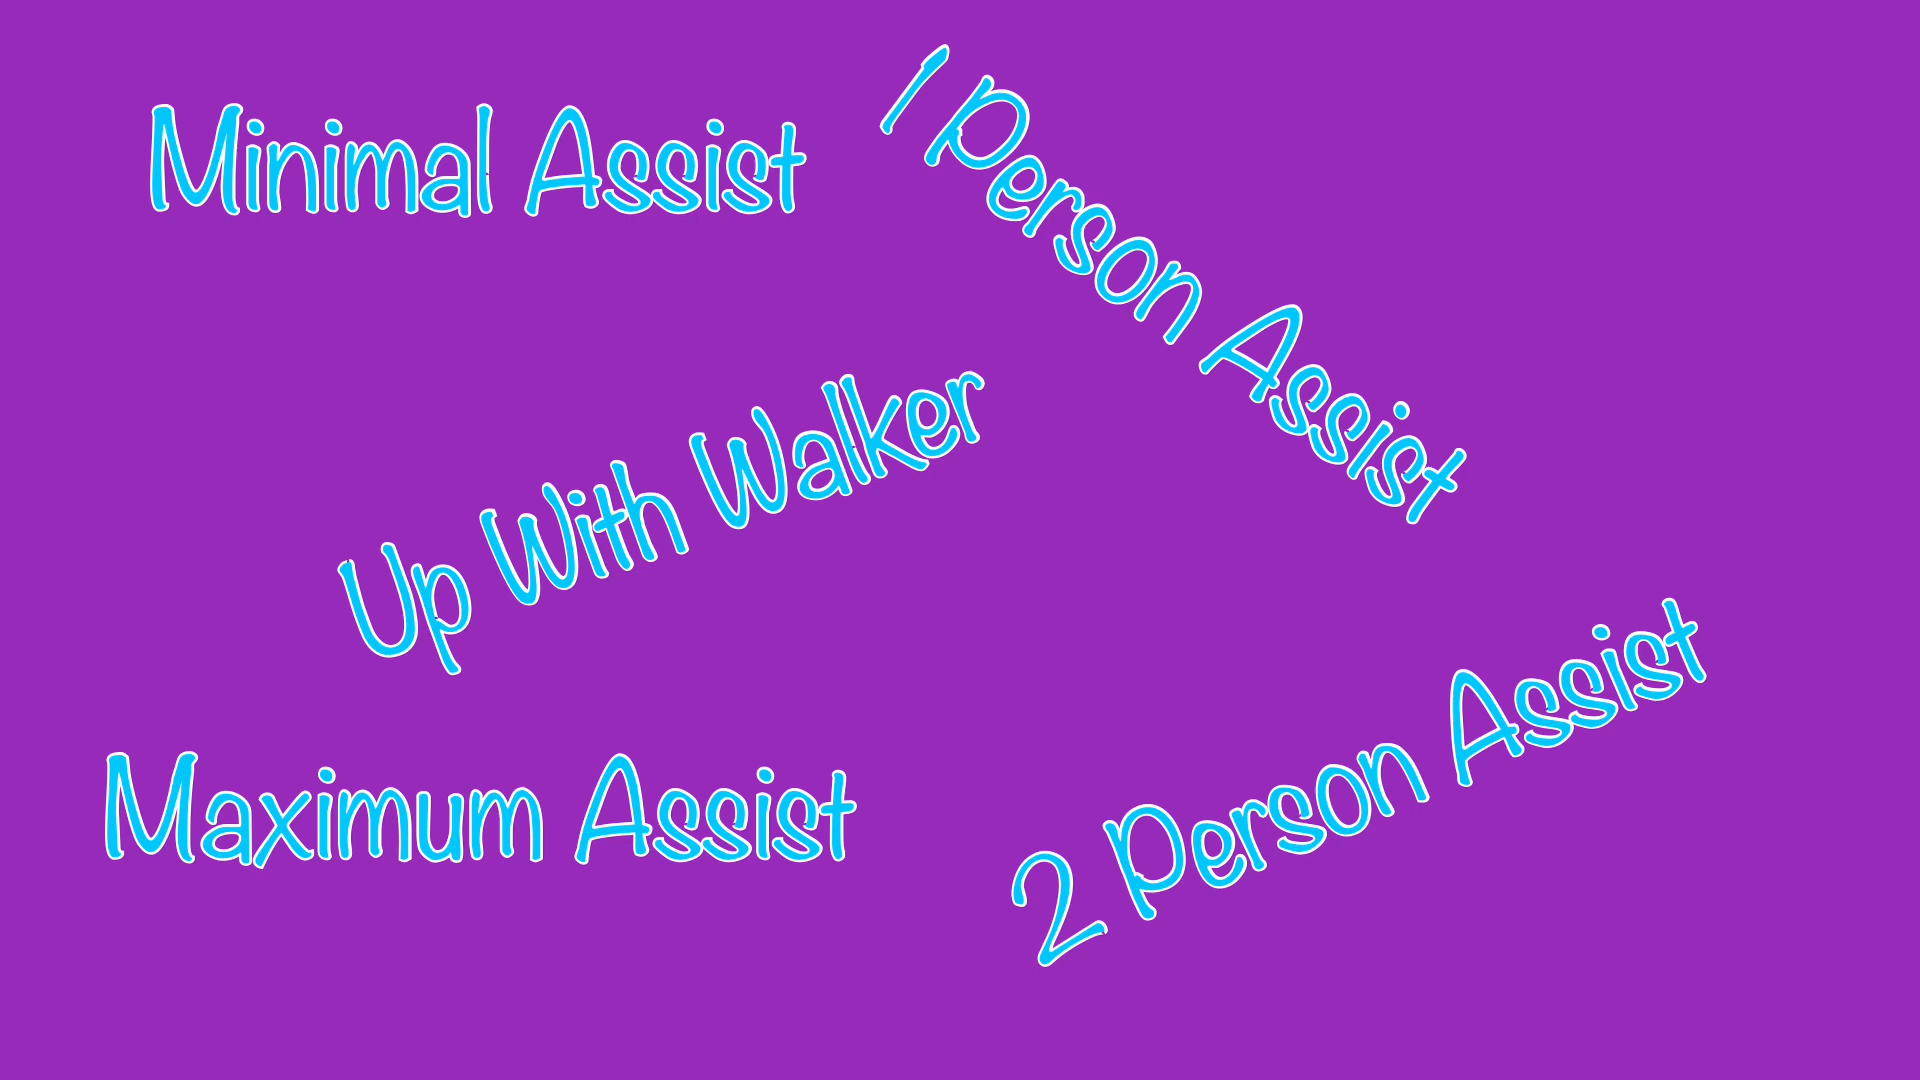 Minimal Assist
1 Person Assist
Up With Walker
Maximum Assist
2 Person Assist